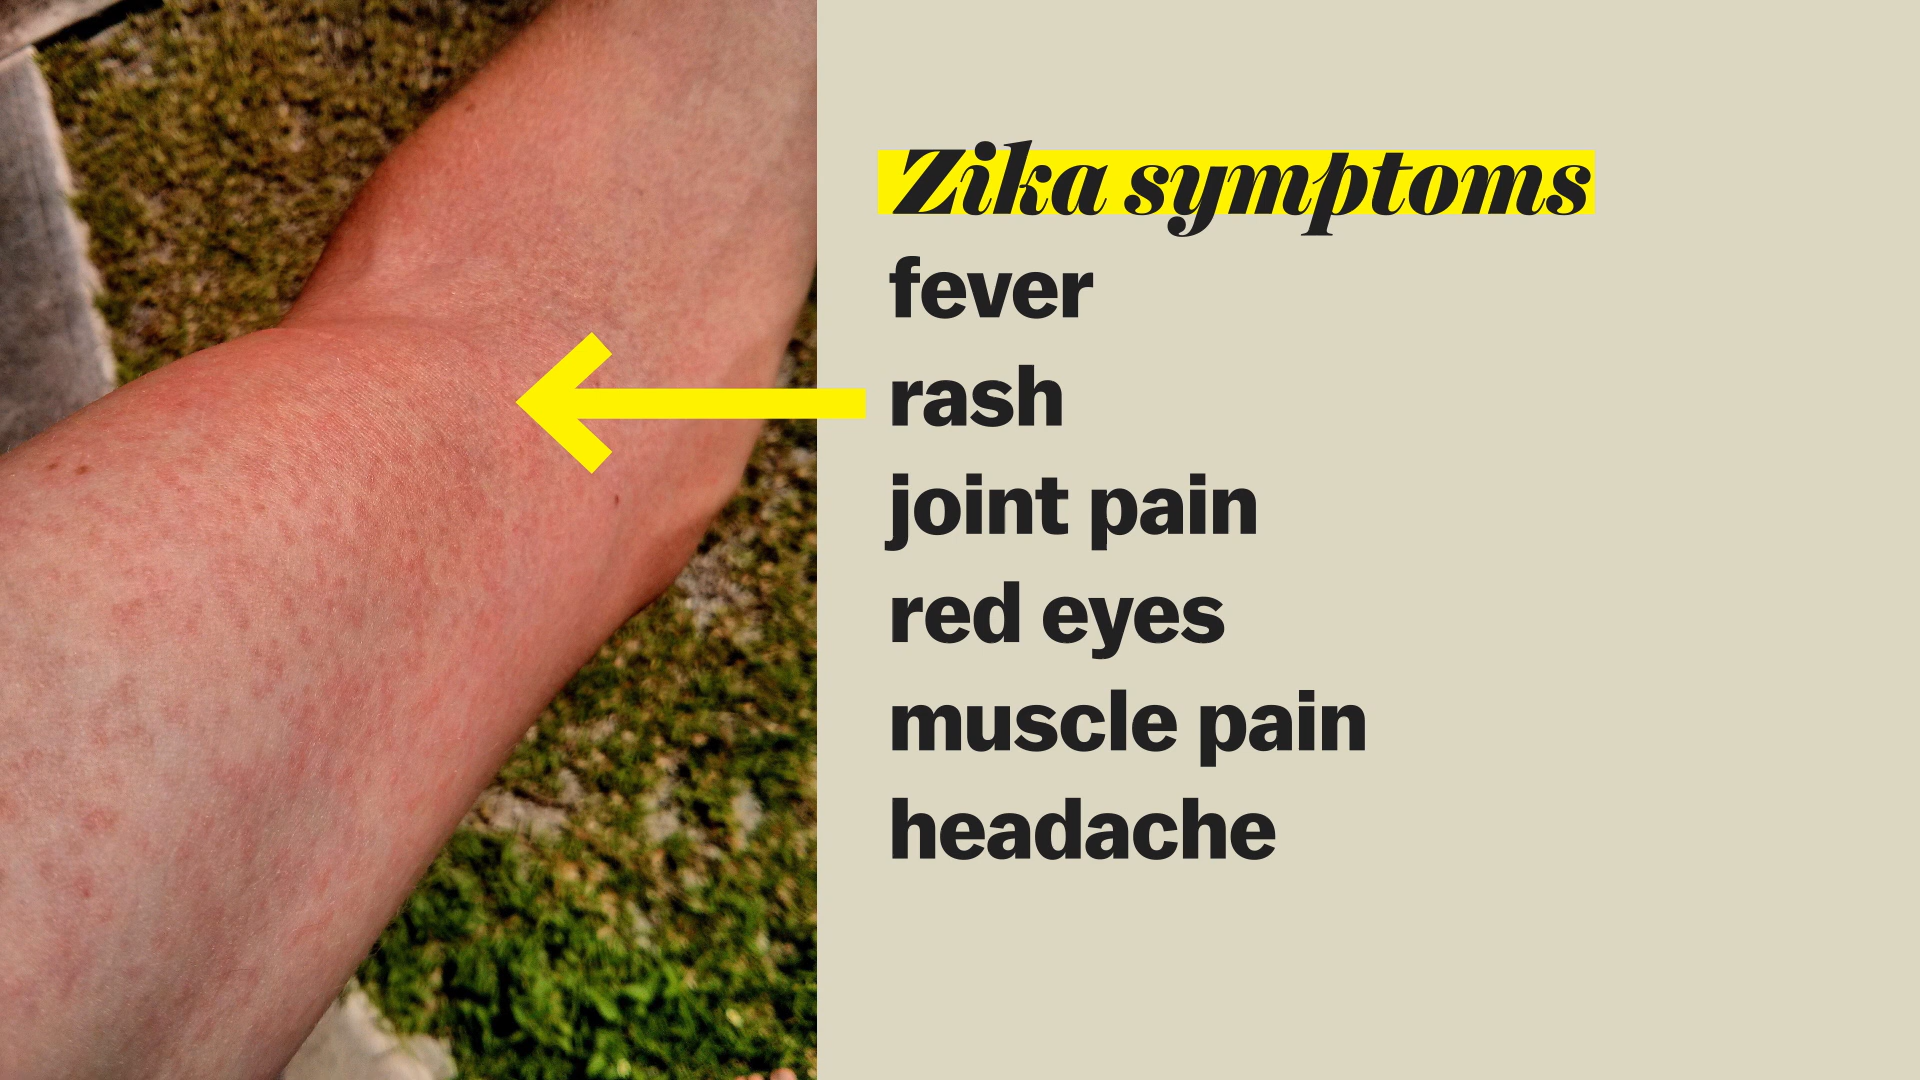 Zika symptoms
fever
rash
joint pain
red eyes
muscle pain
headache